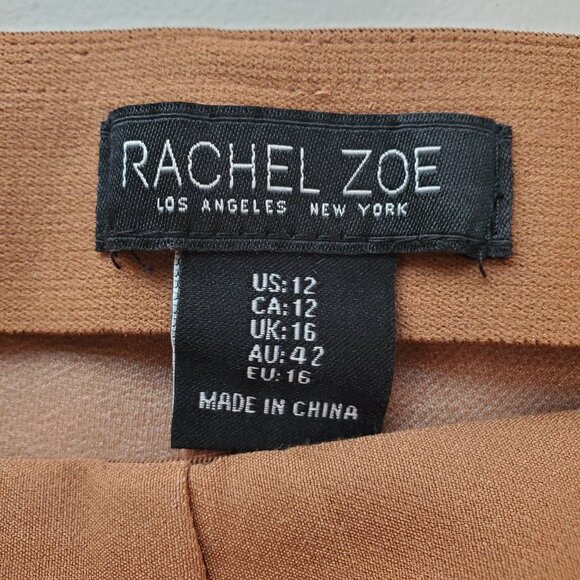 RACHEL ZOE
LOS ANGELES NEW YORK
US:12
CA:12
UK:16
AU:42
EU:16
MADE IN CHINA